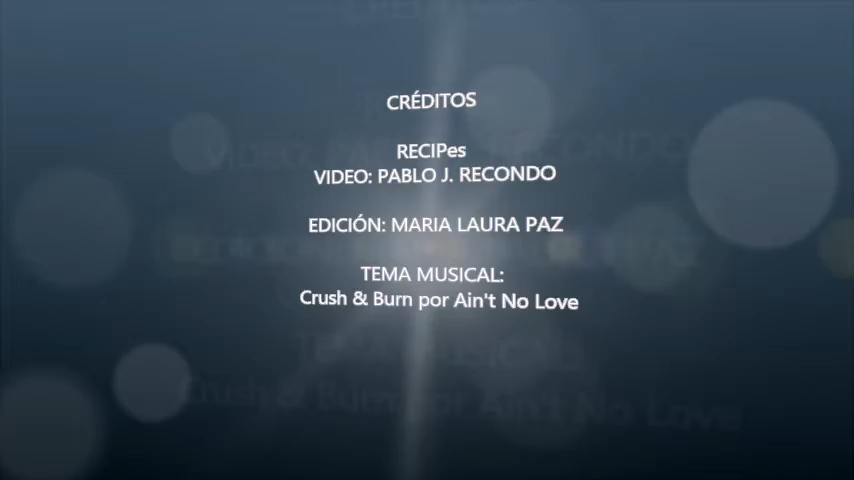 CRÉDITOS
RECIPes
VIDEO: PABLO J. RECONDO
EDICIÓN: MARIA LAURA PAZ
TEMA MUSICAL:
Crush & Burn por Ain't No Love